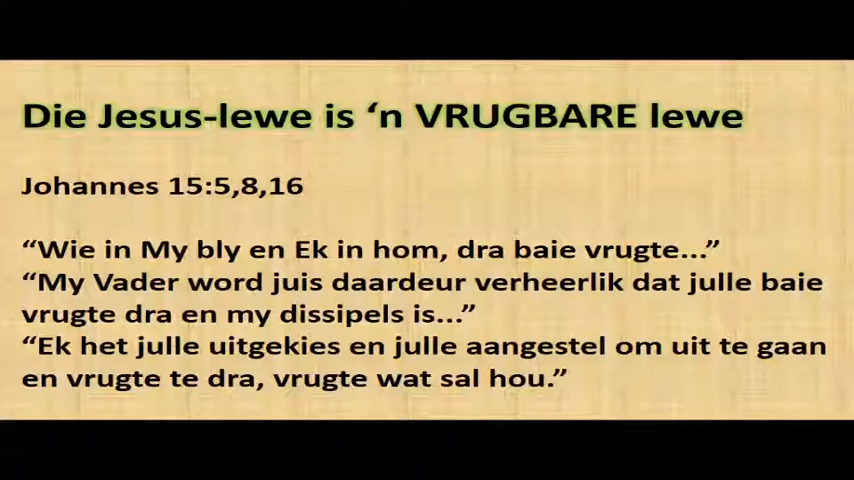 Die Jesus-lewe is ‘n VRUGBARE lewe
Johannes 15:5,8,16
“Wie in My bly en Ek in hom, dra baie vrugte...”
“My Vader word juis daardeur verheerlik dat julle baie
vrugte dra en my dissipels is...”
“Ek het julle uitgekies en julle aangestel om uit te gaan
en vrugte te dra, vrugte wat sal hou.”